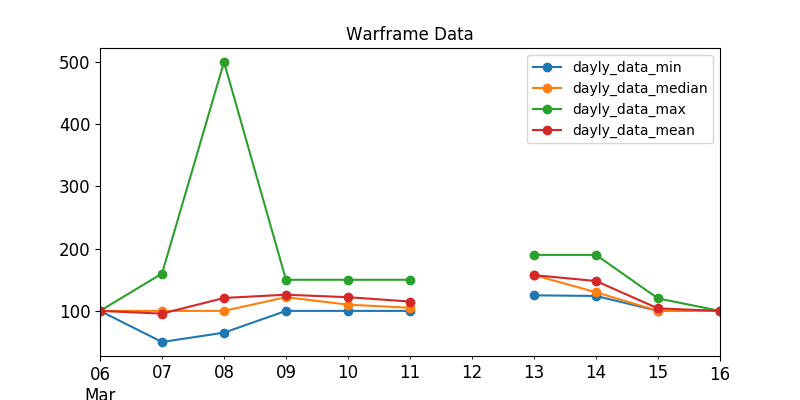 Warframe Data
dayly_data_min
dayly_data_median
dayly_data_max
dayly_data_mean
500
400
300
200
100
06 07 08 09 10 11 12 13 14 15 16
Mar